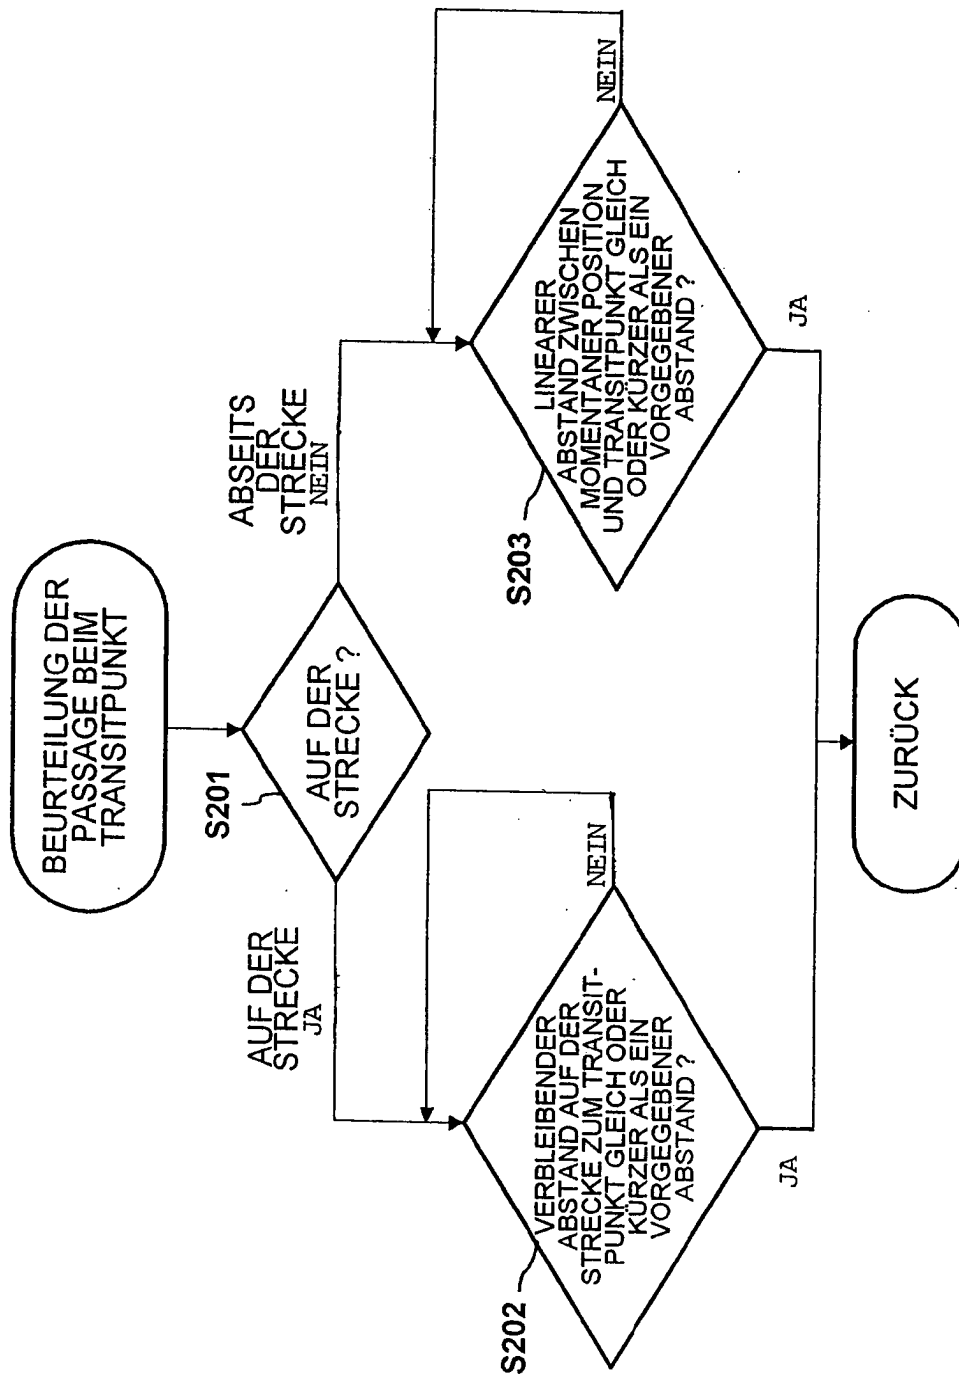 BEURTEILUNG DER
PASSAGE BEIM
TRANSITPUNKT
S201
AUF DER
STRECKE ?
AUF DER
STRECKE
JA
ABSEITS
DER
STRECKE
NEIN
S202
VERBLEIBENDER
ABSTAND AUF DER
STRECKE ZUM TRANSIT-
PUNKT GLEICH ODER
KÜRZER ALS EIN
VORGEGEBENER
ABSTAND ?
NEIN
JA
S203
LINEARER
ABSTAND ZWISCHEN
MOMENTANER POSITION
UND TRANSITPUNKT GLEICH
ODER KÜRZER ALS EIN
VORGEGEBENER
ABSTAND ?
NEIN
JA
ZURÜCK